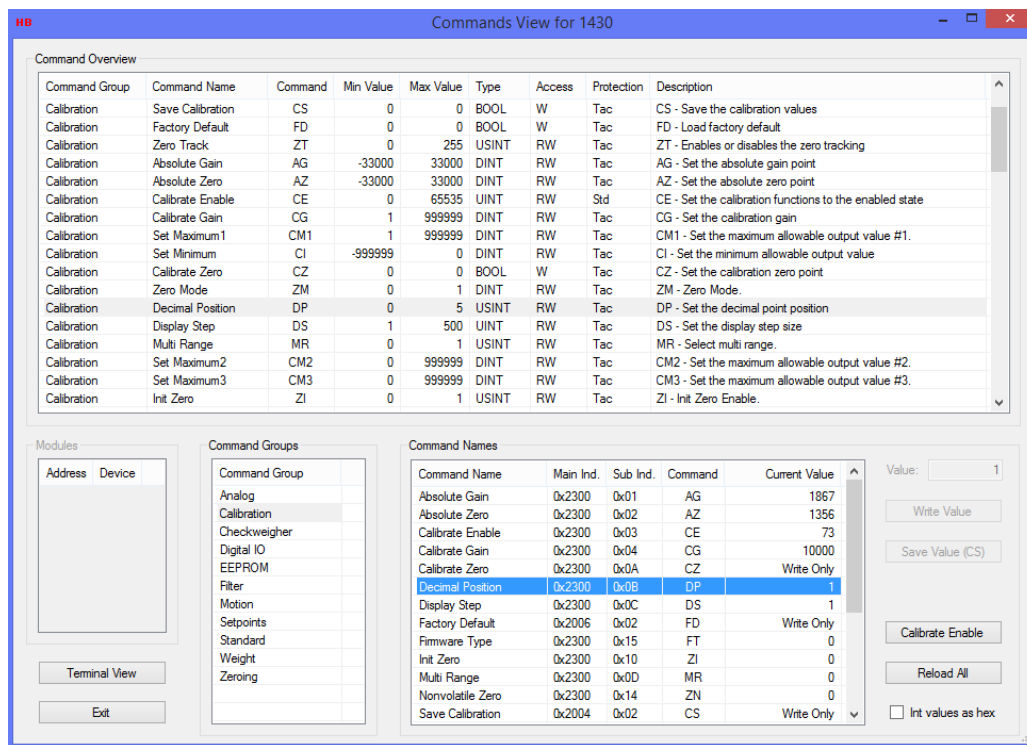 HB Commands View for 1430
Command Overview
Command Group Command Name Command Min Value Max Value Type Access Protection Description
Calibration Save Calibration CS 0 0 BOOL W Tac CS - Save the calibration values
Calibration Factory Default FD 0 0 BOOL W Tac FD - Load factory default
Calibration Zero Track ZT 0 255 USINT RW Tac ZT - Enables or disables the zero tracking
Calibration Absolute Gain AG -33000 33000 DINT RW Tac AG - Set the absolute gain point
Calibration Absolute Zero AZ -33000 33000 DINT RW Tac AZ - Set the absolute zero point
Calibration Calibrate Enable CE 0 65535 UINT RW Std CE - Set the calibration functions to the enabled state
Calibration Calibrate Gain CG 1 999999 DINT RW Tac CG - Set the calibration gain
Calibration Set Maximum1 CM1 1 999999 DINT RW Tac CM1 - Set the maximum allowable output value #1.
Calibration Set Minimum CI -999999 0 DINT RW Tac CI - Set the minimum allowable output value
Calibration Calibrate Zero CZ 0 0 BOOL W Tac CZ - Set the calibration zero point
Calibration Zero Mode ZM 0 1 DINT RW Tac ZM - Zero Mode.
Calibration Decimal Position DP 0 5 USINT RW Tac DP - Set the decimal point position
Calibration Display Step DS 1 500 UINT RW Tac DS - Set the display step size
Calibration Multi Range MR 0 1 USINT RW Tac MR - Select multi range.
Calibration Set Maximum2 CM2 0 999999 DINT RW Tac CM2 - Set the maximum allowable output value #2.
Calibration Set Maximum3 CM3 0 999999 DINT RW Tac CM3 - Set the maximum allowable output value #3.
Calibration Init Zero ZI 0 1 USINT RW Tac ZI - Init Zero Enable.
Modules
Address Device
Terminal View
Exit
Command Groups
Command Group
Analog
Calibration
Checkweigher
Digital IO
EEPROM
Filter
Motion
Setpoints
Standard
Weight
Zeroing
Command Names
Command Name Main Ind. Sub Ind. Command Current Value
Absolute Gain 0x2300 0x01 AG 1867
Absolute Zero 0x2300 0x02 AZ 1356
Calibrate Enable 0x2300 0x03 CE 73
Calibrate Gain 0x2300 0x04 CG 10000
Calibrate Zero 0x2300 0x0A CZ Write Only
Decimal Position 0x2300 0x0B DP 1
Display Step 0x2300 0x0C DS 1
Factory Default 0x2006 0x02 FD Write Only
Firmware Type 0x2300 0x15 FT 0
Init Zero 0x2300 0x10 ZI 0
Multi Range 0x2300 0x0D MR 0
Nonvolatile Zero 0x2300 0x14 ZN 0
Save Calibration 0x2004 0x02 CS Write Only
Value: 1
Write Value
Save Value (CS)
Calibrate Enable
Reload All
Int values as hex